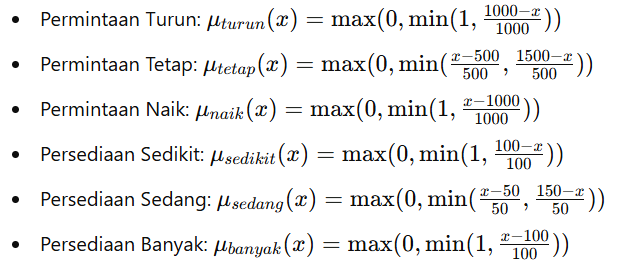 • Permintaan Turun: $\mu_{turun}(x) = \max(0, \min(1, \frac{1000-x}{1000}))$
• Permintaan Tetap: $\mu_{tetap}(x) = \max(0, \min(\frac{x-500}{500}, \frac{1500-x}{500}))$
• Permintaan Naik: $\mu_{naik}(x) = \max(0, \min(1, \frac{x-1000}{1000}))$
• Persediaan Sedikit: $\mu_{sedikit}(x) = \max(0, \min(1, \frac{100-x}{100}))$
• Persediaan Sedang: $\mu_{sedang}(x) = \max(0, \min(\frac{x-50}{50}, \frac{150-x}{50}))$
• Persediaan Banyak: $\mu_{banyak}(x) = \max(0, \min(1, \frac{x-100}{100}))$